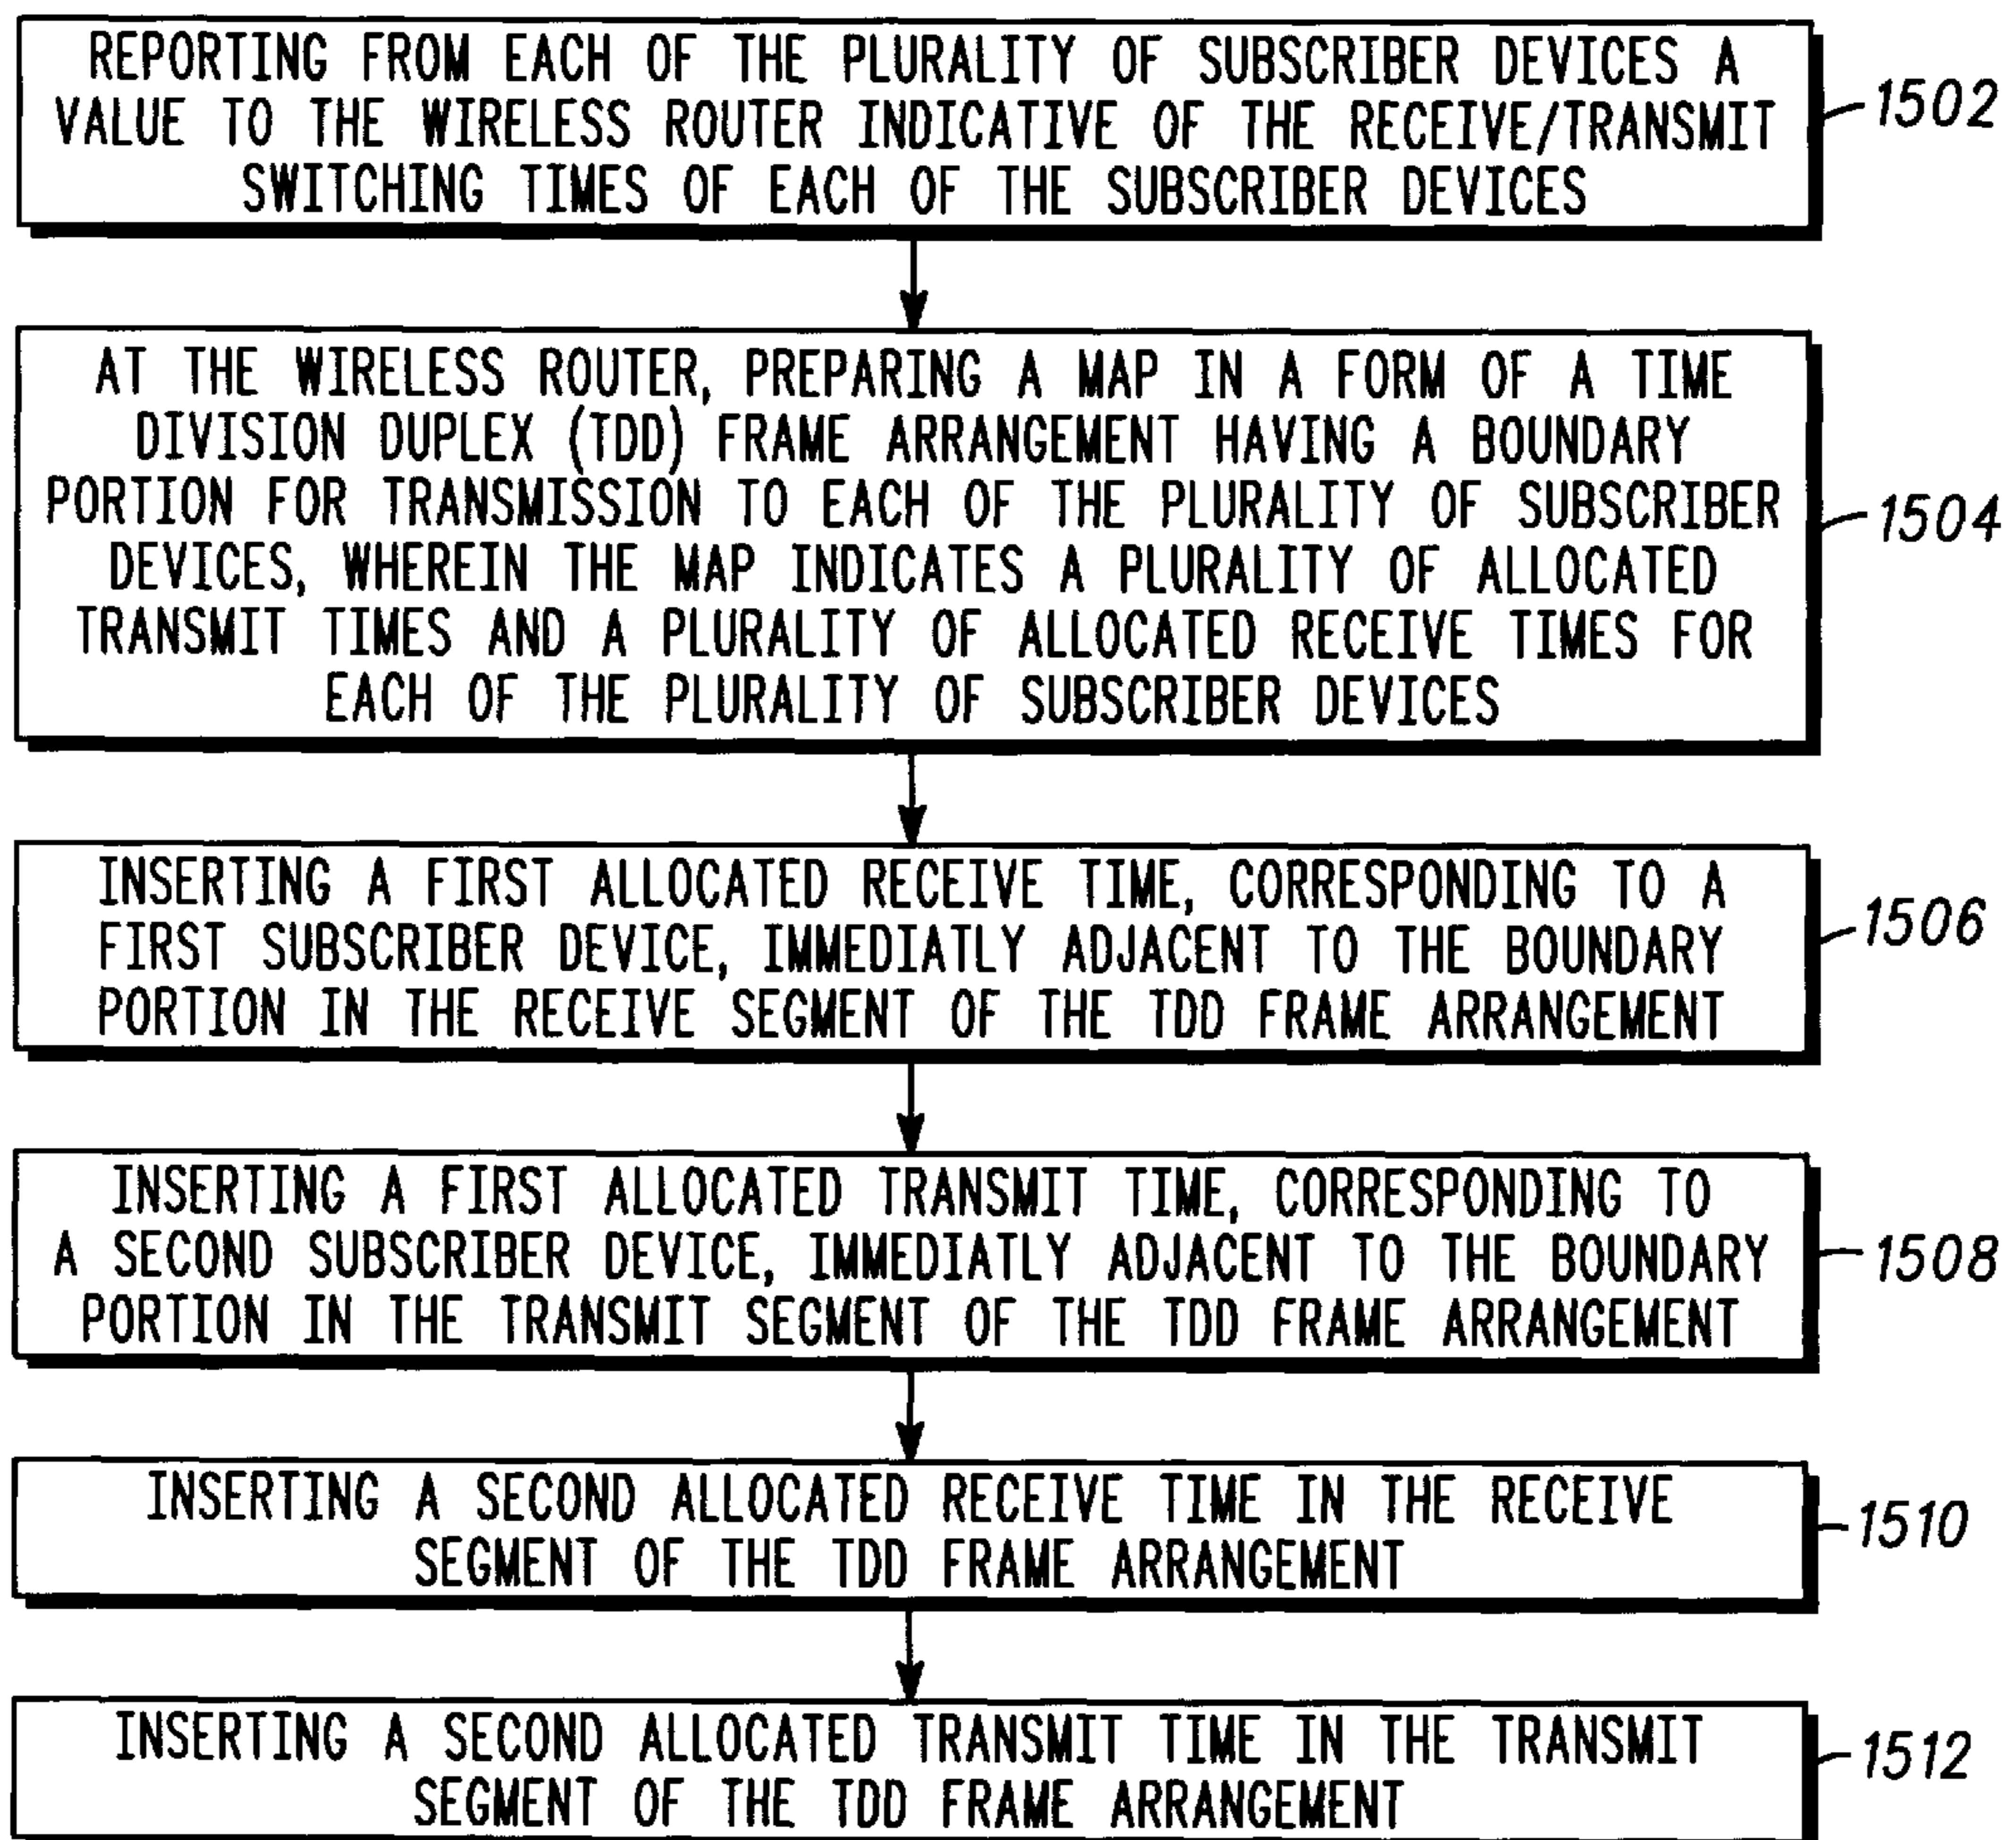 REPORTING FROM EACH OF THE PLURALITY OF SUBSCRIBER DEVICES A
VALUE TO THE WIRELESS ROUTER INDICATIVE OF THE RECEIVE/TRANSMIT
SWITCHING TIMES OF EACH OF THE SUBSCRIBER DEVICES
1502
AT THE WIRELESS ROUTER, PREPARING A MAP IN A FORM OF A TIME
DIVISION DUPLEX (TDD) FRAME ARRANGEMENT HAVING A BOUNDARY
PORTION FOR TRANSMISSION TO EACH OF THE PLURALITY OF SUBSCRIBER
DEVICES, WHEREIN THE MAP INDICATES A PLURALITY OF ALLOCATED
TRANSMIT TIMES AND A PLURALITY OF ALLOCATED RECEIVE TIMES FOR
EACH OF THE PLURALITY OF SUBSCRIBER DEVICES
1504
INSERTING A FIRST ALLOCATED RECEIVE TIME, CORRESPONDING TO A
FIRST SUBSCRIBER DEVICE, IMMEDIATLY ADJACENT TO THE BOUNDARY
PORTION IN THE RECEIVE SEGMENT OF THE TDD FRAME ARRANGEMENT
1506
INSERTING A FIRST ALLOCATED TRANSMIT TIME, CORRESPONDING TO
A SECOND SUBSCRIBER DEVICE, IMMEDIATLY ADJACENT TO THE BOUNDARY
PORTION IN THE TRANSMIT SEGMENT OF THE TDD FRAME ARRANGEMENT
1508
INSERTING A SECOND ALLOCATED RECEIVE TIME IN THE RECEIVE
SEGMENT OF THE TDD FRAME ARRANGEMENT
1510
INSERTING A SECOND ALLOCATED TRANSMIT TIME IN THE TRANSMIT
SEGMENT OF THE TDD FRAME ARRANGEMENT
1512